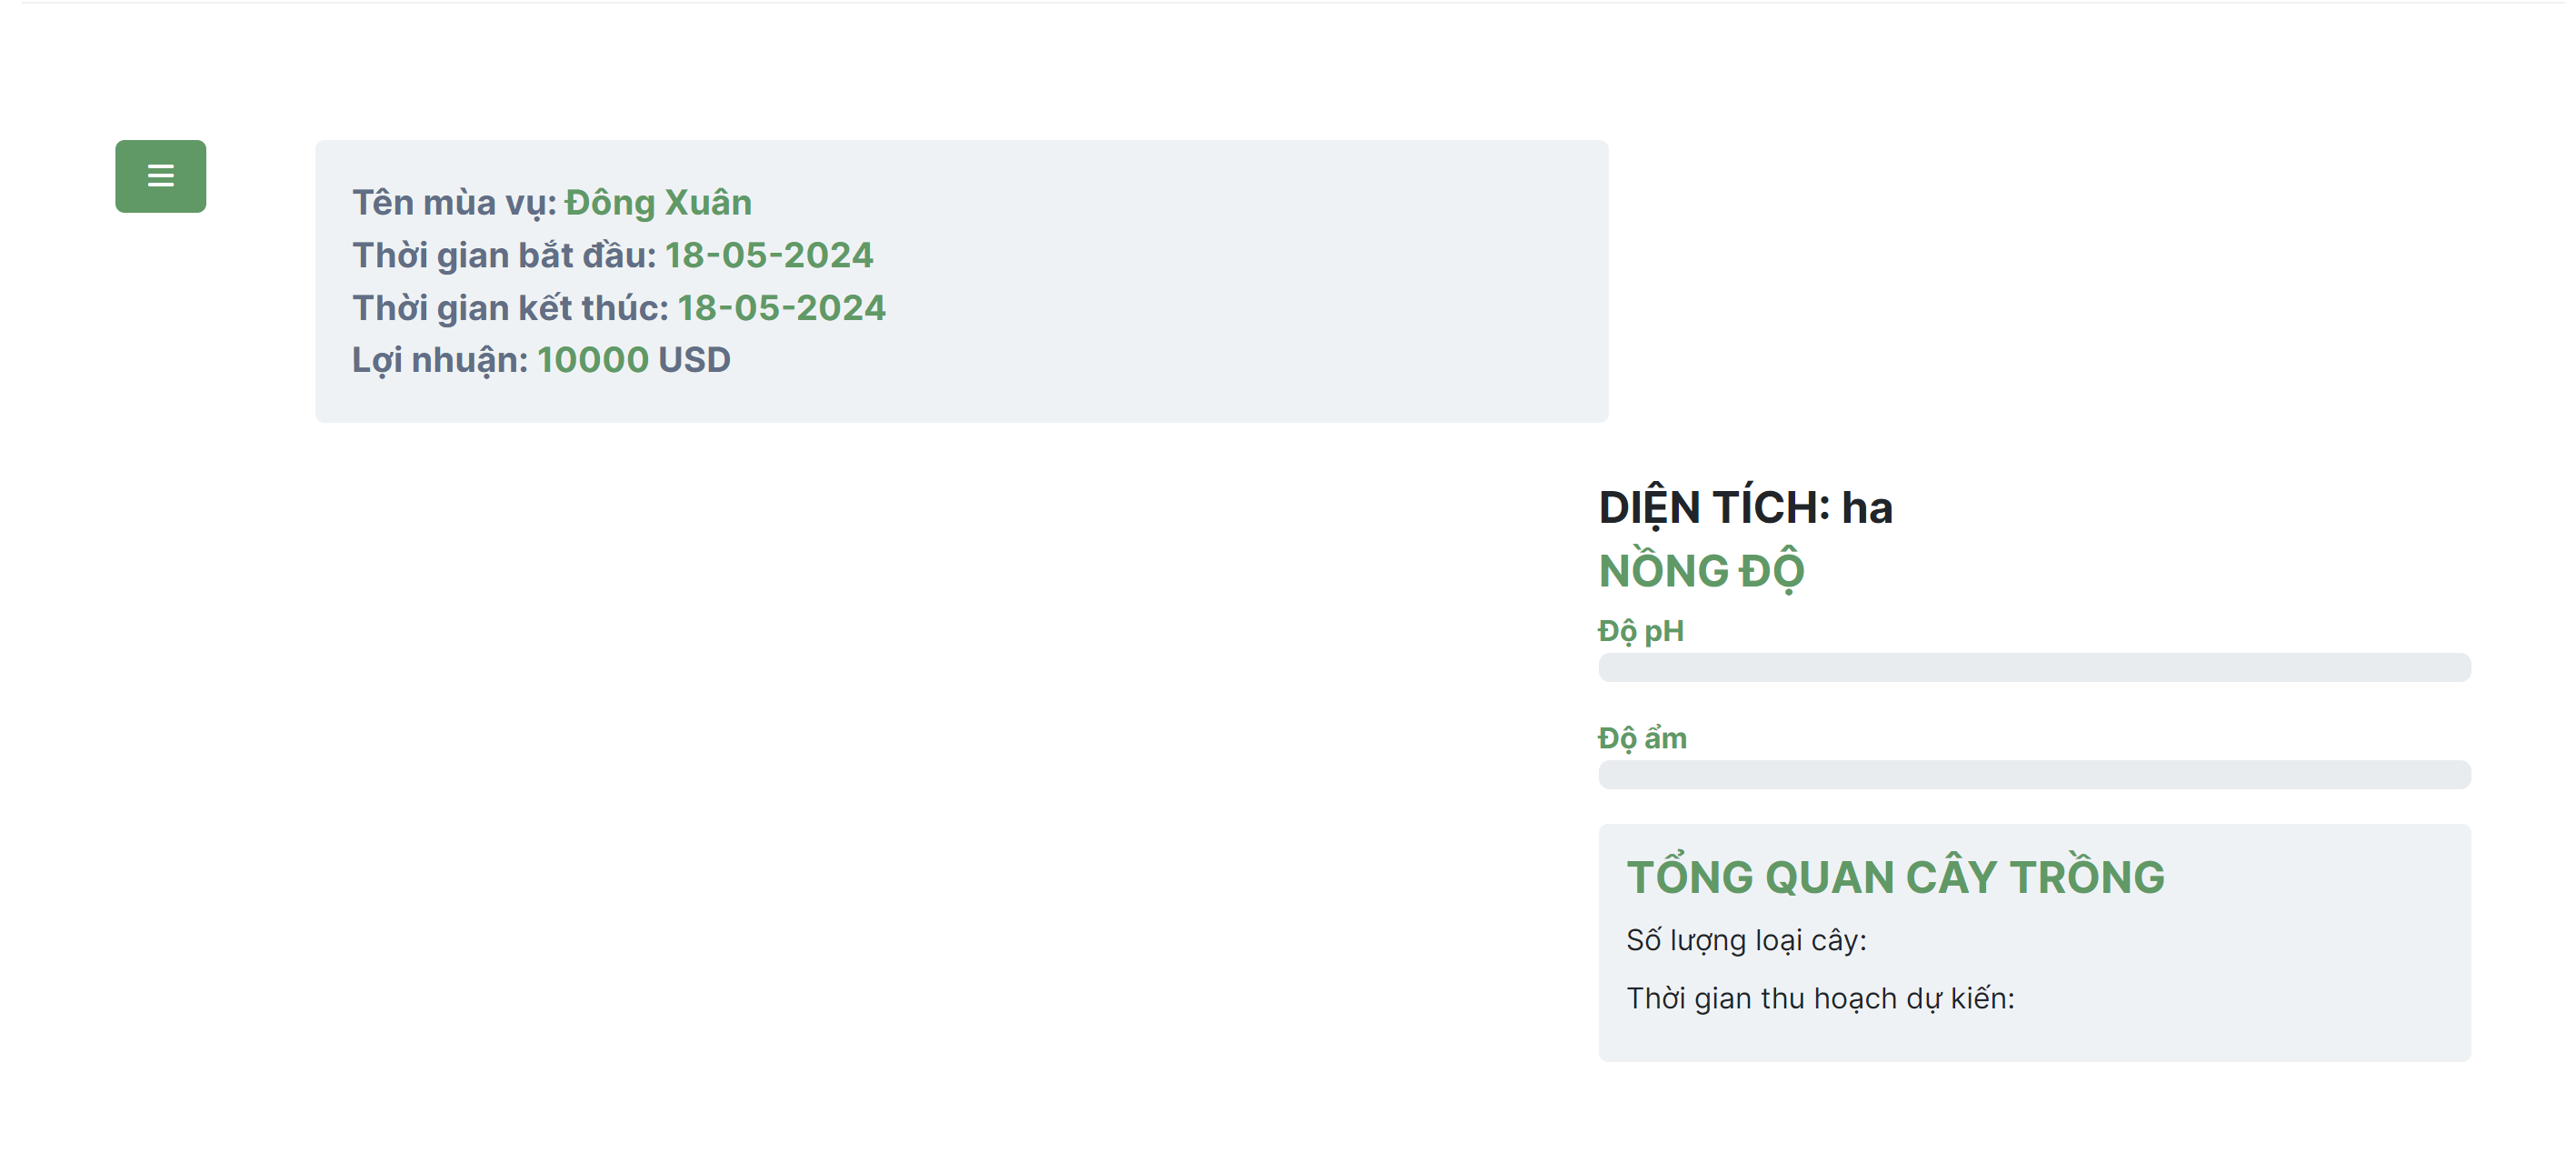 Tên mùa vụ: Đông Xuân
Thời gian bắt đầu: 18-05-2024
Thời gian kết thúc: 18-05-2024
Lợi nhuận: 10000 USD
DIỆN TÍCH: ha
NỒNG ĐỘ
Độ pH
Độ ẩm
TỔNG QUAN CÂY TRỒNG
Số lượng loại cây:
Thời gian thu hoạch dự kiến: